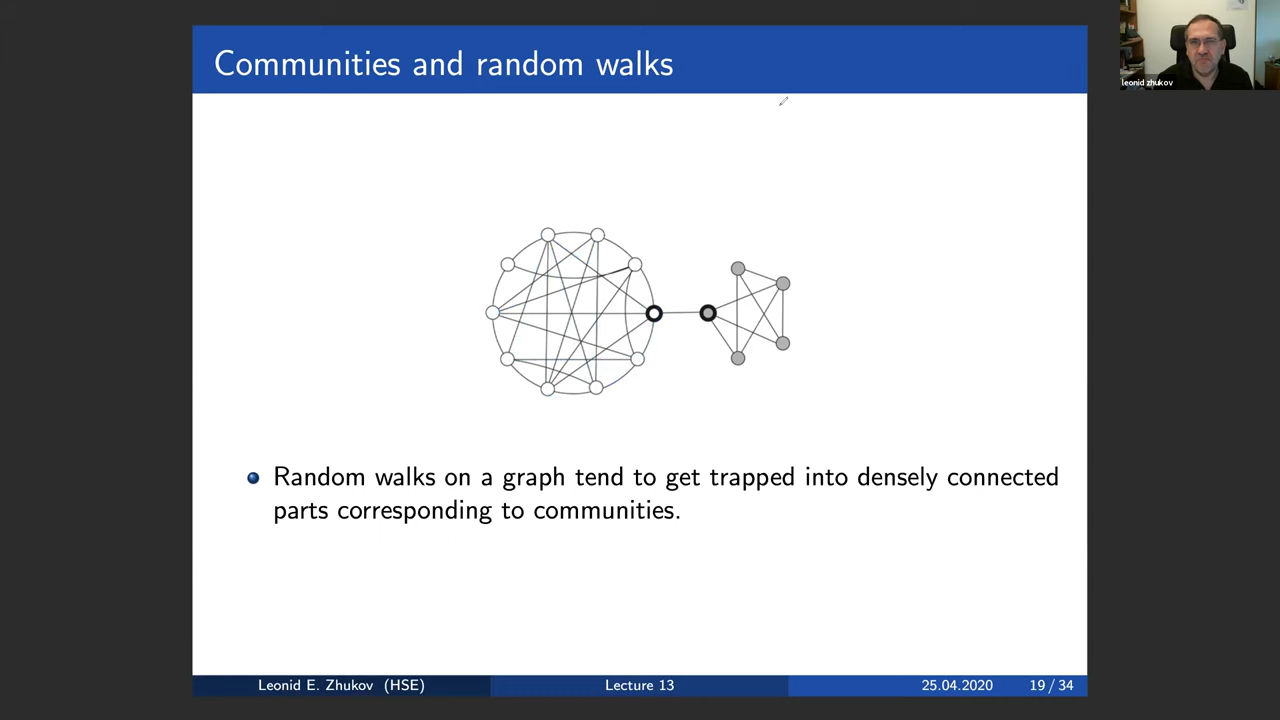 Communities and random walks
leonid zhukov
Random walks on a graph tend to get trapped into densely connected
parts corresponding to communities.
Leonid E. Zhukov (HSE) Lecture 13 25.04.2020 19 / 34